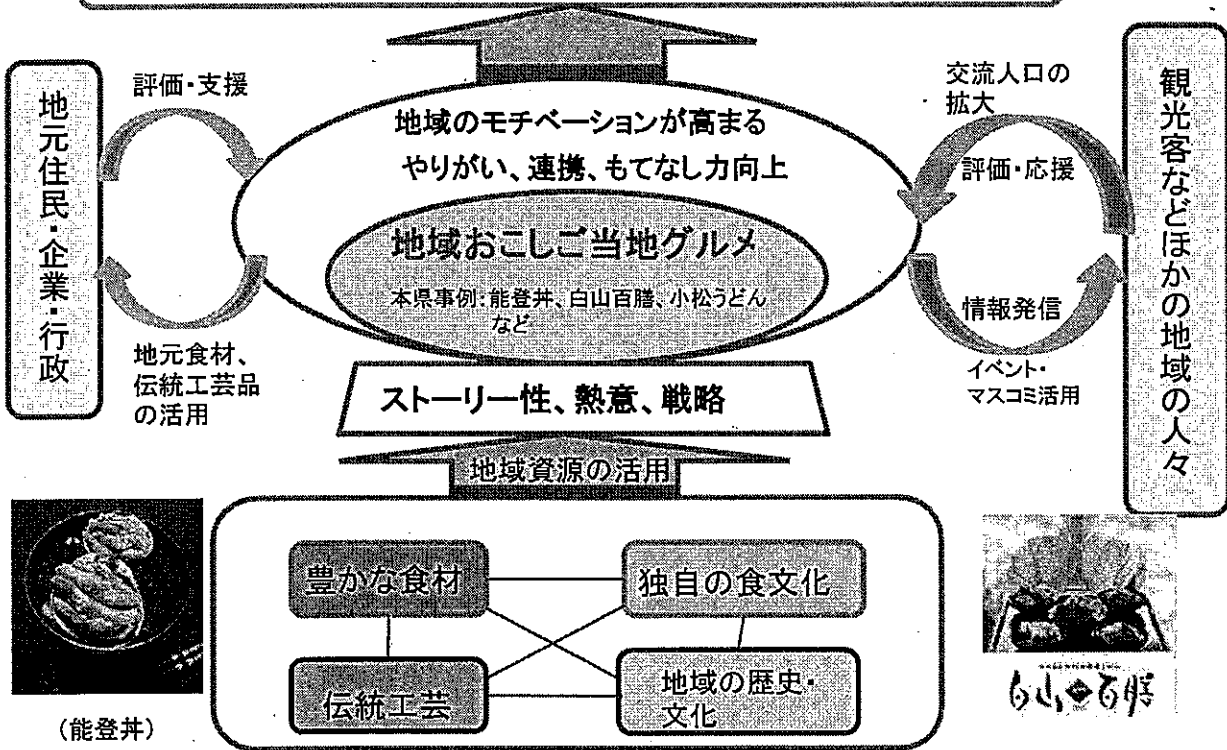 地元住民・企業・行政
評価・支援
地元食材、
伝統工芸品
の活用
地域のモチベーションが高まる
やりがい、連携、もてなし力向上
地域おこしご当地グルメ
本県事例:能登丼、白山百膳、小松うどん
など
交流人口の
拡大
評価・応援
情報発信
イベント・
マスコミ活用
観光客などほかの地域の人々
ストーリー性、熱意、戦略
地域資源の活用
豊かな食材
独自の食文化
伝統工芸
地域の歴史・
文化
(能登丼)
白山百膳